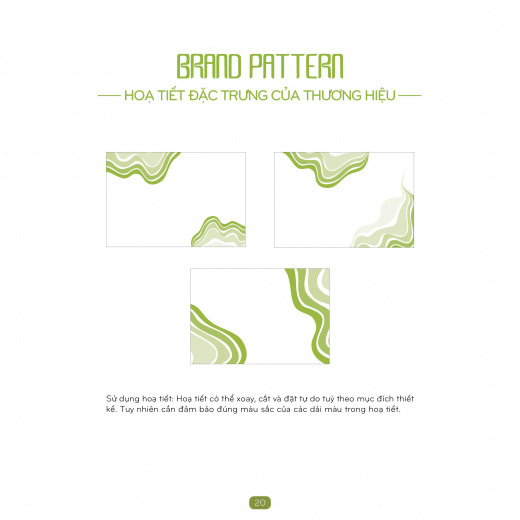 BRAND PATTERN
HOẠ TIẾT ĐẶC TRƯNG CỦA THƯƠNG HIỆU
Sử dụng hoạ tiết: Hoạ tiết có thể xoay, cắt và đặt tự do tuỳ theo mục đích thiết
kế. Tuy nhiên cần đảm bảo đúng màu sắc của các dải màu trong hoạ tiết.
20